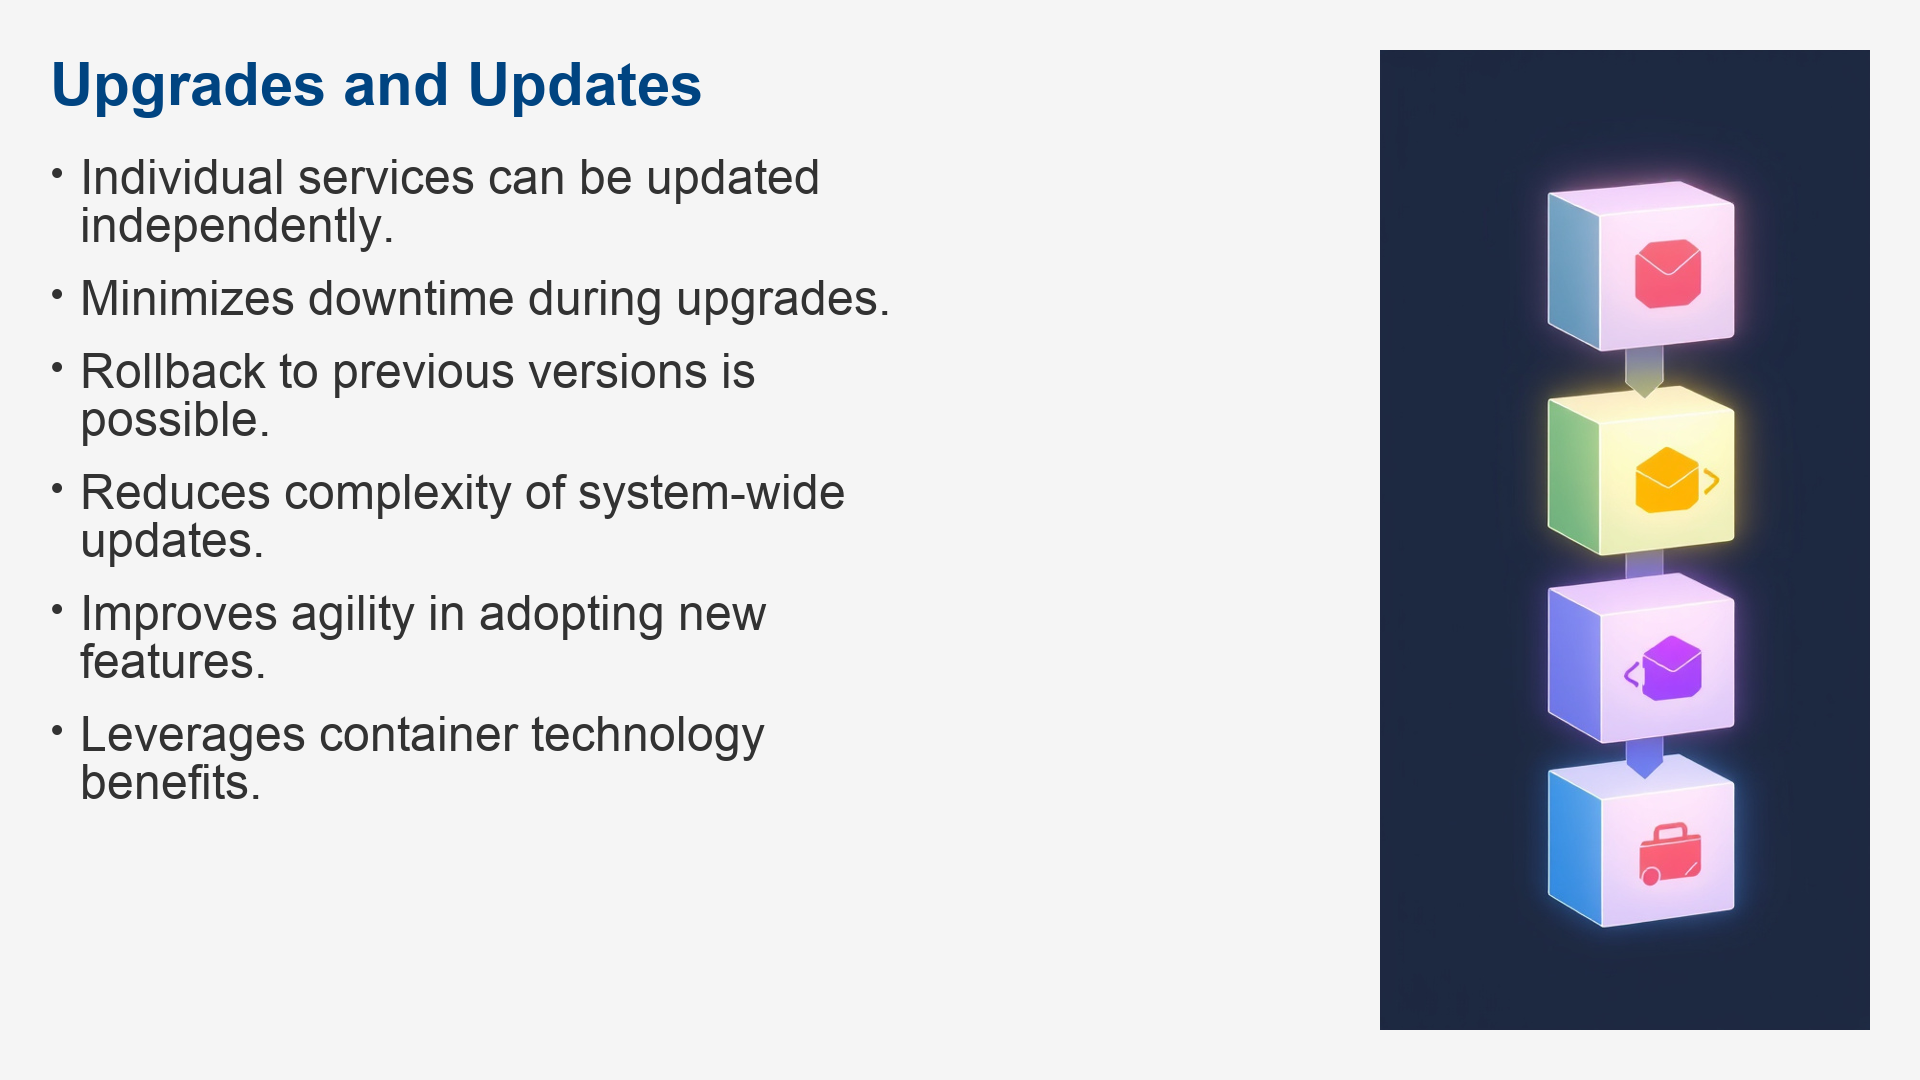 Upgrades and Updates
• Individual services can be updated
independently.
• Minimizes downtime during upgrades.
• Rollback to previous versions is
possible.
• Reduces complexity of system-wide
updates.
• Improves agility in adopting new
features.
• Leverages container technology
benefits.